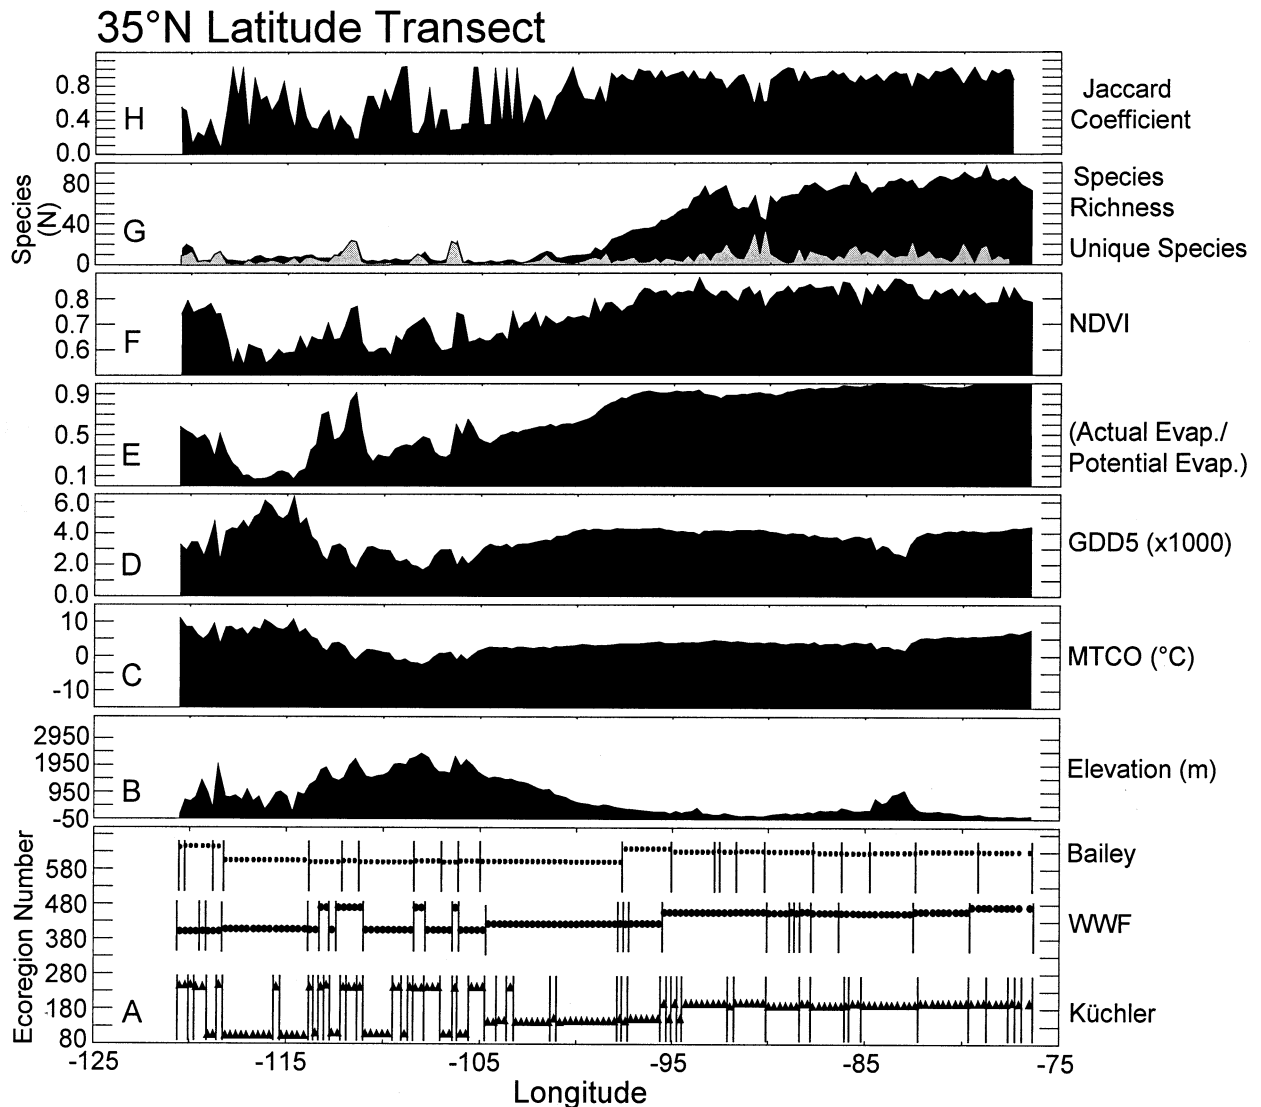 35°N Latitude Transect
0.8
0.4
0.0
H
Jaccard
Coefficient
Species
(N)
80
40
0
G
Species
Richness
Unique Species
0.8
0.7
0.6
F
NDVI
0.9
0.5
0.1
E
(Actual Evap./
Potential Evap.)
6.0
4.0
2.0
0.0
D
GDD5 (x1000)
10
0
-10
C
MTCO (°C)
2950
1950
950
-50
B
Elevation (m)
Ecoregion Number
580
480
380
280
180
80
A
Bailey
WWF
Küchler
-125
-115
-105
-95
-85
-75
Longitude